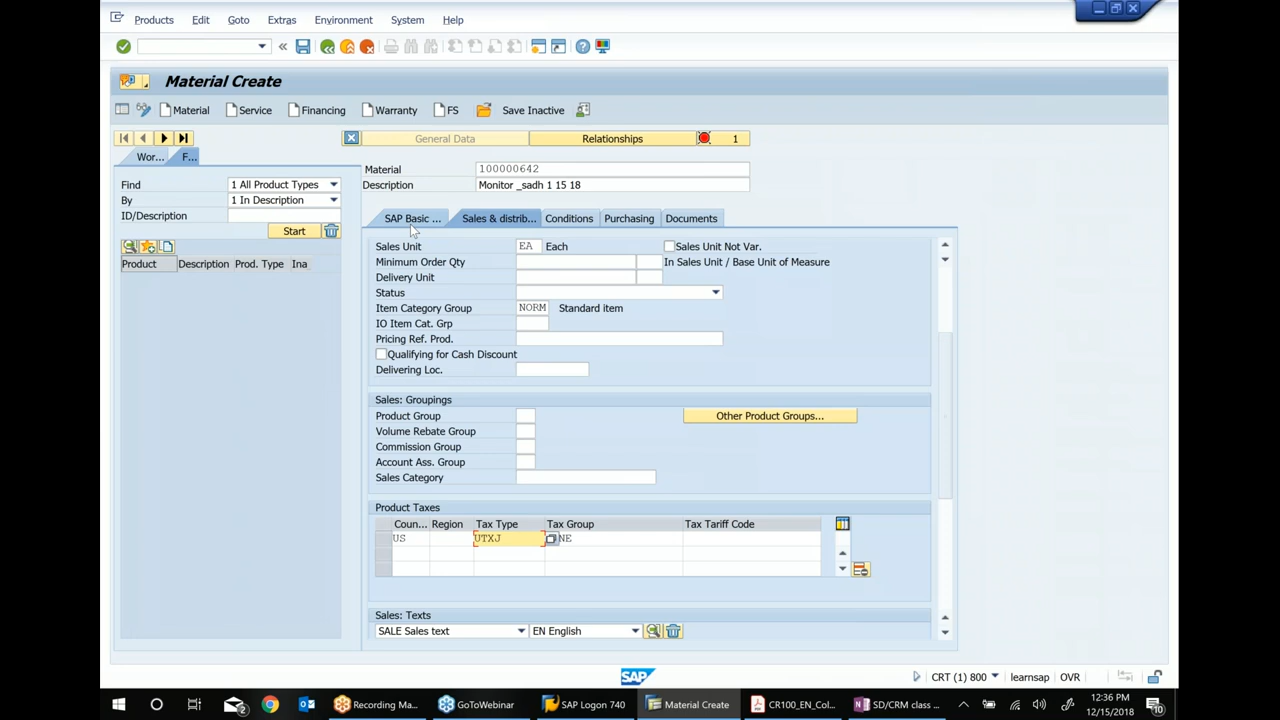 Products Edit Goto Extras Environment System Help
Material Create
Material Service Financing Warranty FS Save Inactive
General Data Relationships 1
Wor... F...
Material 100000642
Find 1 All Product Types Description Monitor _sadh 1 15 18
By 1 In Description
ID/Description SAP Basic ... Sales & distrib... Conditions Purchasing Documents
Start
Product Description Prod. Type Ina
Sales Unit EA Each Sales Unit Not Var.
Minimum Order Qty In Sales Unit / Base Unit of Measure
Delivery Unit
Status
Item Category Group NORM Standard item
IO Item Cat. Grp
Pricing Ref. Prod.
Qualifying for Cash Discount
Delivering Loc.
Sales: Groupings
Product Group Other Product Groups...
Volume Rebate Group
Commission Group
Account Ass. Group
Sales Category
Product Taxes
Coun... Region Tax Type Tax Group Tax Tariff Code
US UTXJ NE
Sales: Texts
SALE Sales text EN English
SAP CRT (1) 800 learnsap OVR
Recording Ma... GoToWebinar SAP Logon 740 Material Create CR100_EN_Col... SD/CRM class ... 12:36 PM
12/15/2018 10